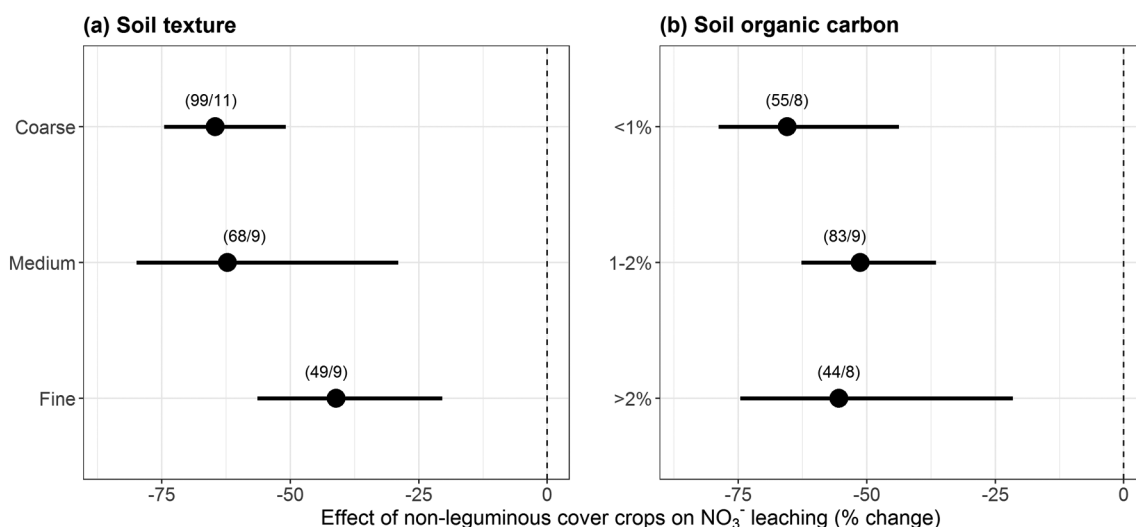 (a) Soil texture
(99/11)
Coarse
(68/9)
Medium
(49/9)
Fine
-75 -50 -25 0
(b) Soil organic carbon
(55/8)
<1%
(83/9)
1-2%
(44/8)
>2%
-75 -50 -25 0
Effect of non-leguminous cover crops on NO₃⁻ leaching (% change)